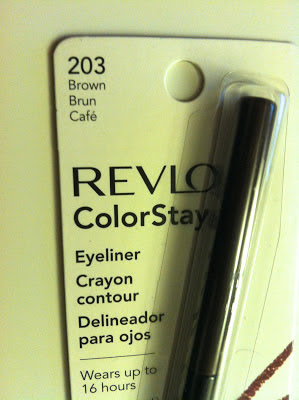 203
Brown
Brun
Café
REVLO
ColorStay
Eyeliner
Crayon
contour
Delineador
para ojos
Wears up to
16 hours